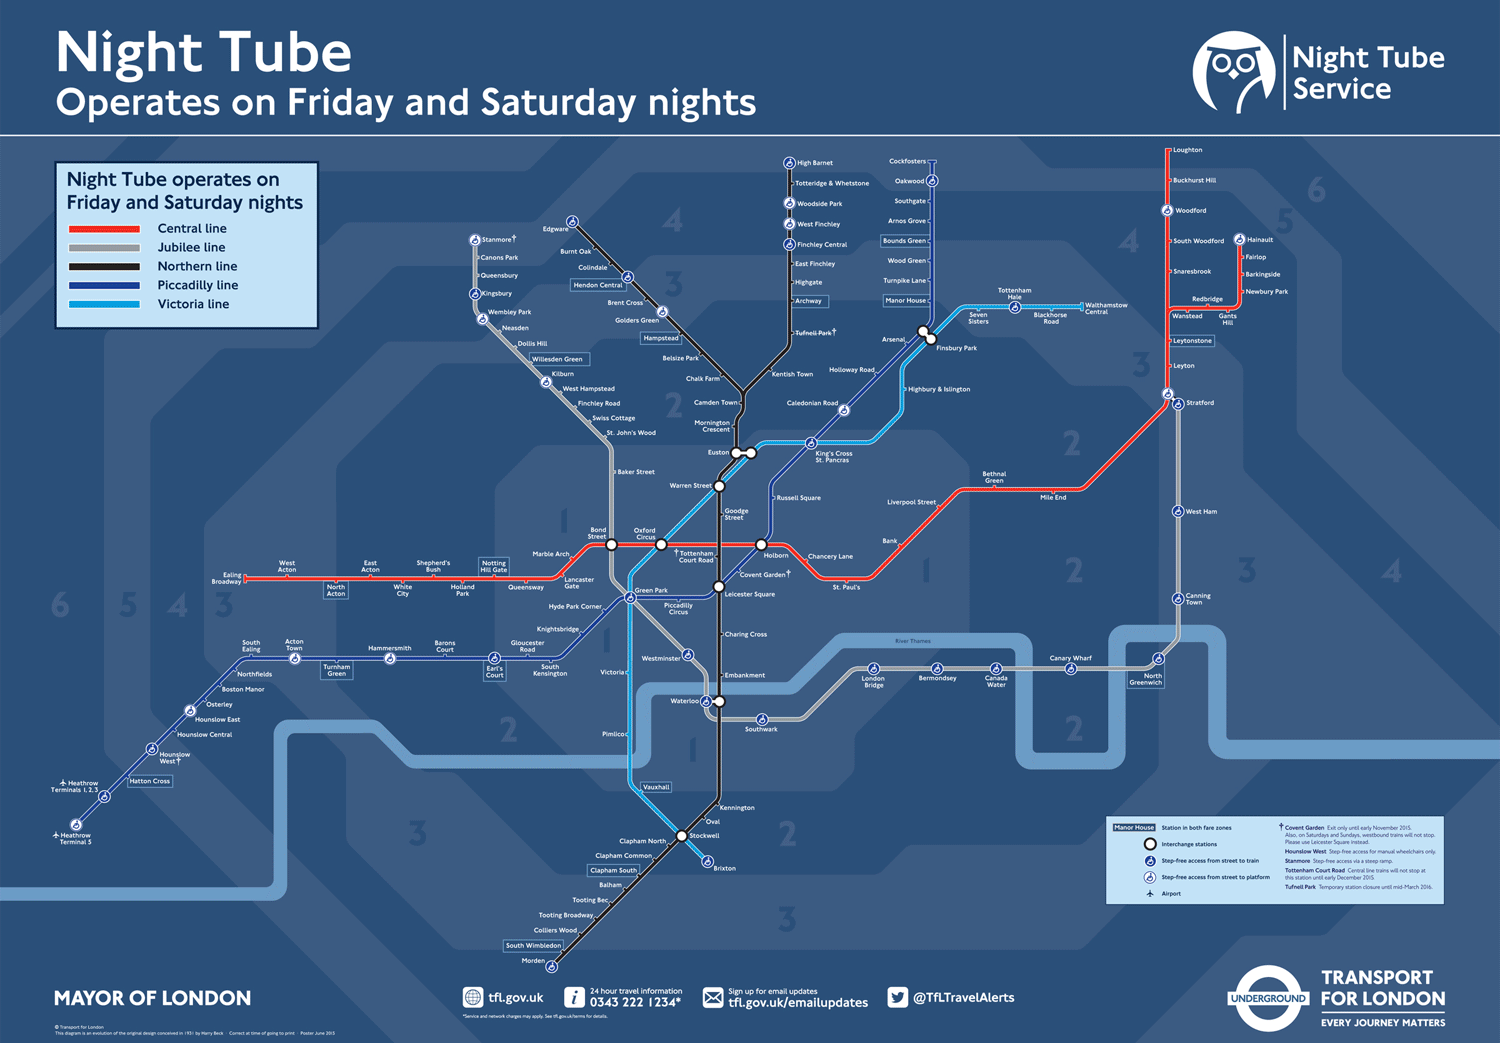 Night Tube
Operates on Friday and Saturday nights
Night Tube
Service
Night Tube operates on
Friday and Saturday nights
Central line
Jubilee line
Northern line
Piccadilly line
Victoria line
6
5
4
3
4
3
2
1
4
3
2
2
3
4
6
5
4
3
1
1
1
2
3
2
3
2
Stanmore†
Canons Park
Queensbury
Kingsbury
Wembley Park
Neasden
Dollis Hill
Willesden Green
Kilburn
West Hampstead
Finchley Road
Swiss Cottage
St. John's Wood
Baker Street
Bond
Street
Edgware
Burnt Oak
Colindale
Hendon Central
Brent Cross
Golders Green
Hampstead
Belsize Park
Chalk Farm
Camden Town
Mornington
Crescent
Euston
Warren Street
Goodge
Street
High Barnet
Totteridge & Whetstone
Woodside Park
West Finchley
Finchley Central
East Finchley
Highgate
Archway
Tufnell Park†
Kentish Town
Cockfosters
Oakwood
Southgate
Arnos Grove
Bounds Green
Wood Green
Turnpike Lane
Manor House
Arsenal
Finsbury Park
Holloway Road
Caledonian Road
Highbury & Islington
King's Cross
St. Pancras
Russell Square
Seven
Sisters
Tottenham
Hale
Blackhorse
Road
Walthamstow
Central
Loughton
Buckhurst Hill
Woodford
South Woodford
Snaresbrook
Hainault
Fairlop
Barkingside
Newbury Park
Redbridge
Wanstead
Gants
Hill
Leytonstone
Leyton
Stratford
Bethnal
Green
Mile End
Liverpool Street
Bank
St. Paul's
Chancery Lane
Holborn
†Tottenham
Court Road
Oxford
Circus
Marble Arch
Lancaster
Gate
Queensway
Notting
Hill Gate
Holland
Park
Shepherd's
Bush
White
City
East
Acton
North
Acton
West
Acton
Ealing
Broadway
West Ham
Canning
Town
North
Greenwich
Canary Wharf
Canada
Water
Bermondsey
London
Bridge
Southwark
Waterloo
Westminster
Green Park
Covent Garden†
Leicester Square
Piccadilly
Circus
Hyde Park Corner
Knightsbridge
South
Kensington
Gloucester
Road
Earl's
Court
Barons
Court
Hammersmith
Turnham
Green
Acton
Town
South
Ealing
Northfields
Boston Manor
Osterley
Hounslow East
Hounslow Central
Hounslow
West†
Hatton Cross
Heathrow
Terminals 1, 2, 3
Heathrow
Terminal 5
Charing Cross
Embankment
Victoria
Pimlico
Vauxhall
Kennington
Oval
Stockwell
Brixton
Clapham North
Clapham Common
Clapham South
Balham
Tooting Bec
Tooting Broadway
Colliers Wood
South Wimbledon
Morden
River Thames
Manor House Station in both fare zones
Interchange stations
Step-free access from street to train
Step-free access from street to platform
Airport
† Covent Garden Exit only until early November 2015.
Also, on Saturdays and Sundays, westbound trains will not stop.
Please use Leicester Square instead.
Hounslow West Step-free access for manual wheelchairs only.
Stanmore Step-free access via a steep ramp.
Tottenham Court Road Central line trains will not stop at
this station until early December 2015.
Tufnell Park Temporary station closure until mid-March 2016.
MAYOR OF LONDON
tfl.gov.uk
24 hour travel information
0343 222 1234*
Sign up for email updates
tfl.gov.uk/emailupdates
@TfLTravelAlerts
*Service and network charges may apply. See tfl.gov.uk/terms for details.
UNDERGROUND
TRANSPORT
FOR LONDON
EVERY JOURNEY MATTERS
© Transport for London
This diagram is an evolution of the original design conceived in 1931 by Harry Beck · Correct at time of going to print · Poster June 2015